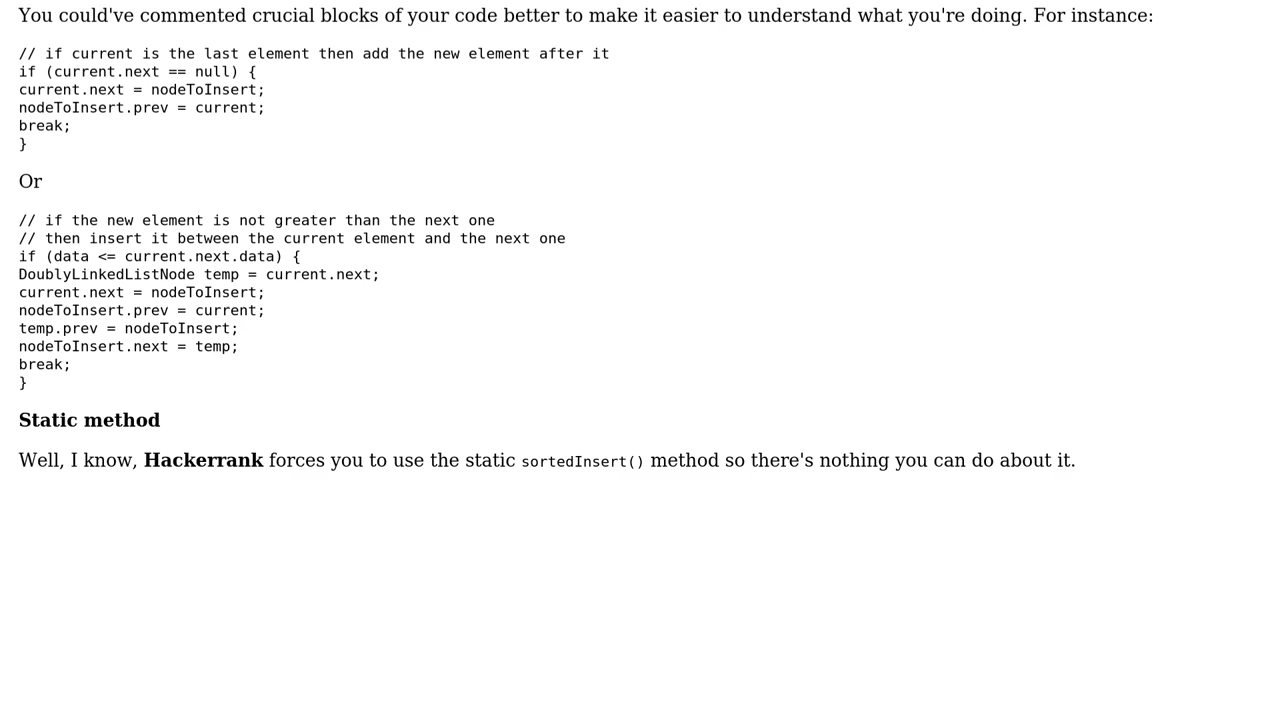 You could've commented crucial blocks of your code better to make it easier to understand what you're doing. For instance:
// if current is the last element then add the new element after it
if (current.next == null) {
current.next = nodeToInsert;
nodeToInsert.prev = current;
break;
}
Or
// if the new element is not greater than the next one
// then insert it between the current element and the next one
if (data <= current.next.data) {
DoublyLinkedListNode temp = current.next;
current.next = nodeToInsert;
nodeToInsert.prev = current;
temp.prev = nodeToInsert;
nodeToInsert.next = temp;
break;
}
Static method
Well, I know, Hackerrank forces you to use the static sortedInsert() method so there's nothing you can do about it.